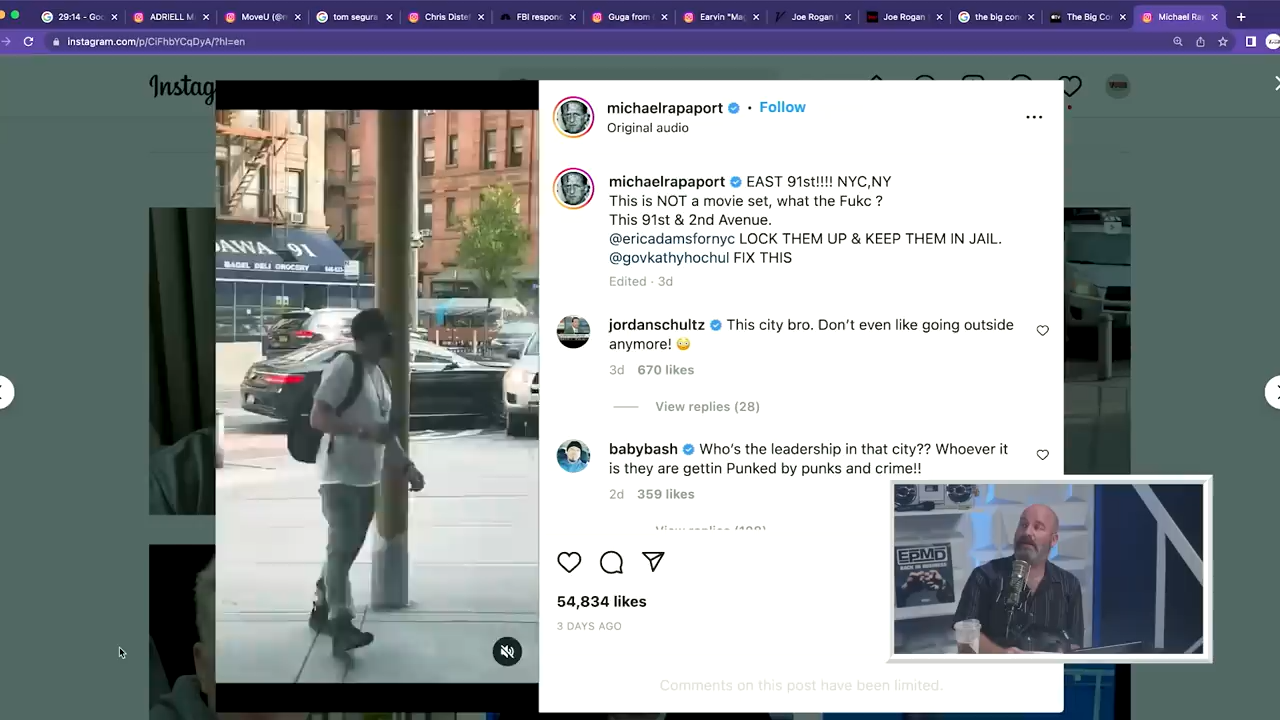 29:14 -
ADRIELL M
MoveU (@m
tom segura
Chris Distef
FBI respon
Guga from
Earvin "Ma
Joe Rogan
Joe Rogan
the big con
The Big Co
Michael Ra
instagram.com/p/CiFhbYCqDyA/?hl=en
Instag
michaelrapaport • Follow
Original audio
michaelrapaport EAST 91st!!!! NYC,NY
This is NOT a movie set, what the Fukc ?
This 91st & 2nd Avenue.
@ericadamsfornyc LOCK THEM UP & KEEP THEM IN JAIL.
@govkathyhochul FIX THIS
Edited · 3d
jordanschultz This city bro. Don't even like going outside
anymore!
3d 670 likes
View replies (28)
babybash Who's the leadership in that city?? Whoever it
is they are gettin Punked by punks and crime!!
2d 359 likes
54,834 likes
3 DAYS AGO
Comments on this post have been limited.
AWA 91
BAGEL DELI GROCERY
EPMD
BACK IN BUSINESS